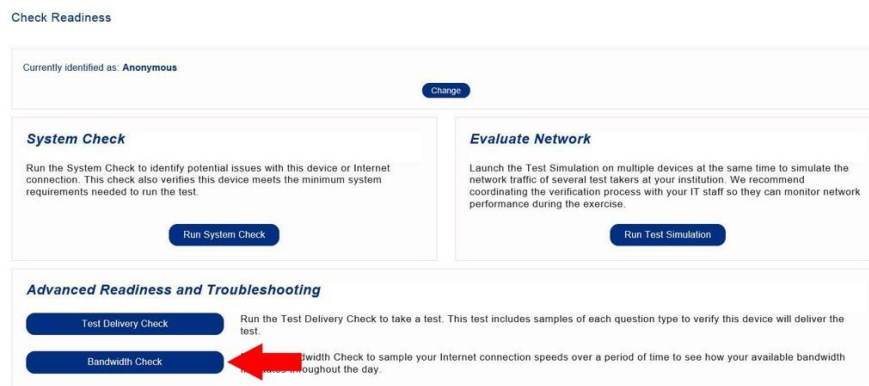 Check Readiness
Currently identified as: Anonymous
Change
System Check
Run the System Check to identify potential issues with this device or Internet
connection. This check also verifies this device meets the minimum system
requirements needed to run the test.
Run System Check
Evaluate Network
Launch the Test Simulation on multiple devices at the same time to simulate the
network traffic of several test takers at your institution. We recommend
coordinating the verification process with your IT staff so they can monitor network
performance during the exercise.
Run Test Simulation
Advanced Readiness and Troubleshooting
Test Delivery Check
Run the Test Delivery Check to take a test. This test includes samples of each question type to verify this device will deliver the
test.
Bandwidth Check
Check to sample your Internet connection speeds over a period of time to see how your available bandwidth
throughout the day.